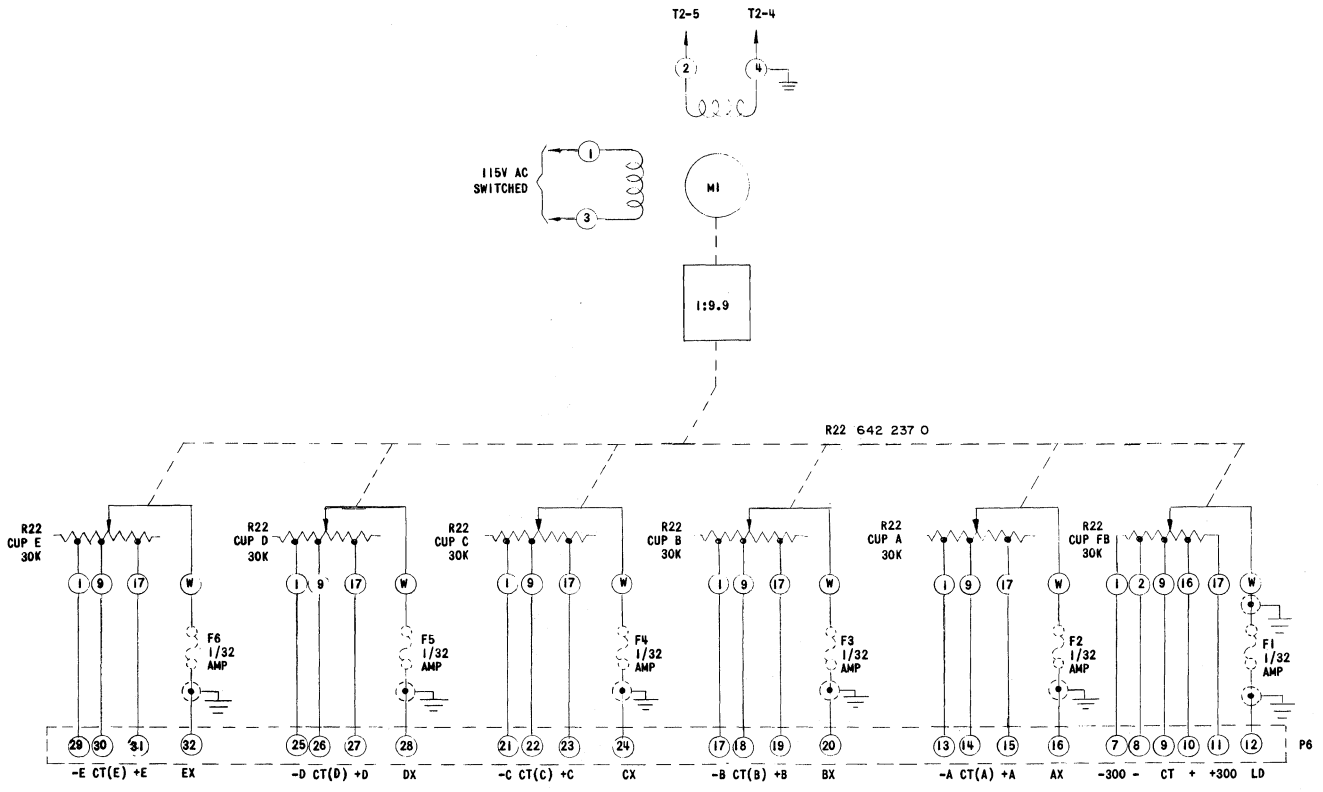 T2-5 T2-4
2 4
115V AC
SWITCHED
1
3
M1
1:9.9
R22 642 237 0
R22
CUP E
30K
R22
CUP D
30K
R22
CUP C
30K
R22
CUP B
30K
R22
CUP A
30K
R22
CUP FB
30K
1 9 17 W 1 9 17 W 1 9 17 W 1 9 17 W 1 9 17 W 1 2 9 16 17 W
F6
1/32
AMP
F5
1/32
AMP
F4
1/32
AMP
F3
1/32
AMP
F2
1/32
AMP
F1
1/32
AMP
29 30 31 32 25 26 27 28 21 22 23 24 17 18 19 20 13 14 15 16 7 8 9 10 11 12 P6
-E CT(E) +E EX -D CT(D) +D DX -C CT(C) +C CX -B CT(B) +B BX -A CT(A) +A AX -300 - CT + +300 LD